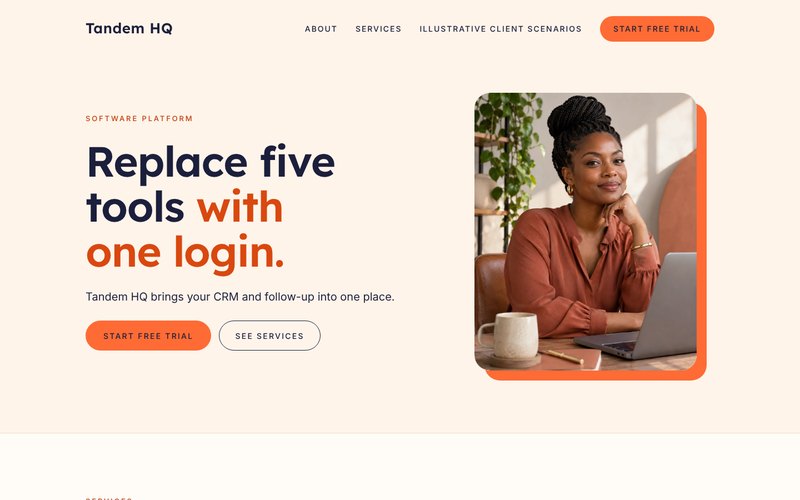 Tandem HQ
ABOUT
SERVICES
ILLUSTRATIVE CLIENT SCENARIOS
START FREE TRIAL
SOFTWARE PLATFORM
Replace five
tools with
one login.
Tandem HQ brings your CRM and follow-up into one place.
START FREE TRIAL
SEE SERVICES